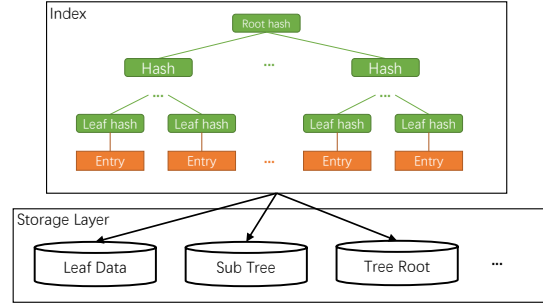 Index
Root hash
Hash ... Hash
... ...
Leaf hash Leaf hash Leaf hash Leaf hash
Entry Entry ... Entry Entry
Storage Layer
Leaf Data Sub Tree Tree Root ...